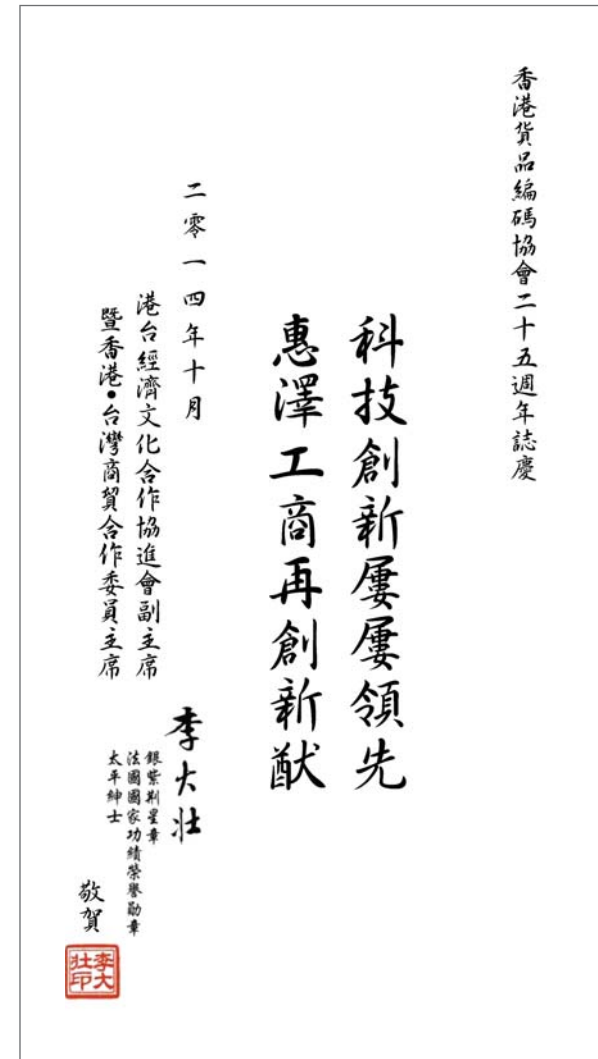 香港貨品編碼協會二十五週年誌慶
科技創新屢屢領先
惠澤工商再創新猷
二零一四年十月
港台經濟文化合作協進會副主席
暨香港•台灣商貿合作委員主席
李大壯
銀紫荆星章
法國國家功績榮譽勛章
太平紳士
敬賀
李大
壯印